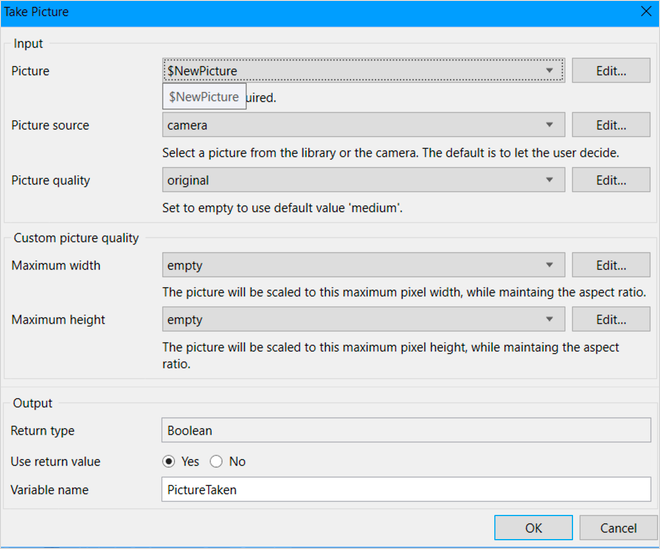 Take Picture
Input
Picture
$NewPicture
Edit...
$NewPicture
uired.
Picture source
camera
Edit...
Select a picture from the library or the camera. The default is to let the user decide.
Picture quality
original
Edit...
Set to empty to use default value 'medium'.
Custom picture quality
Maximum width
empty
Edit...
The picture will be scaled to this maximum pixel width, while maintaing the aspect ratio.
Maximum height
empty
Edit...
The picture will be scaled to this maximum pixel height, while maintaing the aspect
ratio.
Output
Return type
Boolean
Use return value
Yes
No
Variable name
PictureTaken
OK
Cancel